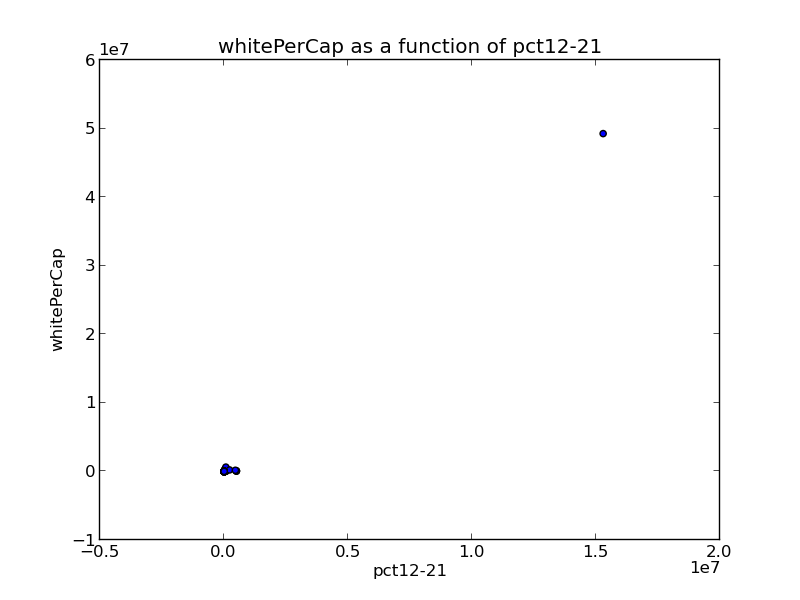 whitePerCap as a function of pct12-21
1e7
6
5
4
3
2
1
0
−1
whitePerCap
−0.5 0.0 0.5 1.0 1.5 2.0
1e7
pct12-21